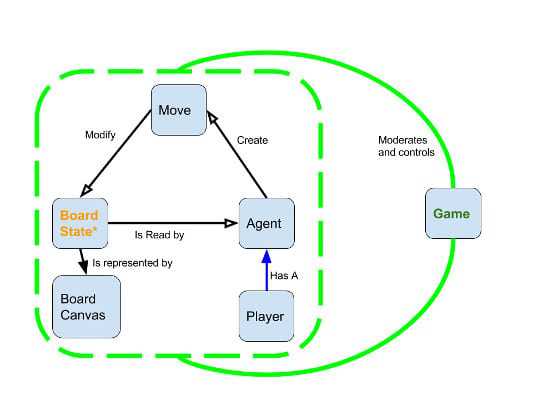 Move
Modify
Create
Moderates
and controls
Board
State*
Is Read by
Agent
Game
Is represented by
Has A
Board
Canvas
Player